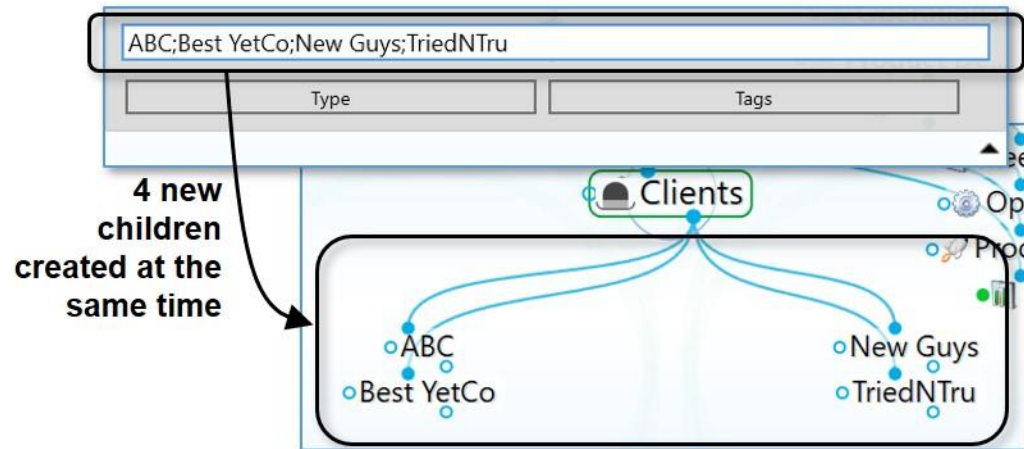 ABC;Best YetCo;New Guys;TriedNTru
Type
Tags
4 new
children
created at the
same time
Clients
ABC
Best YetCo
New Guys
TriedNTru